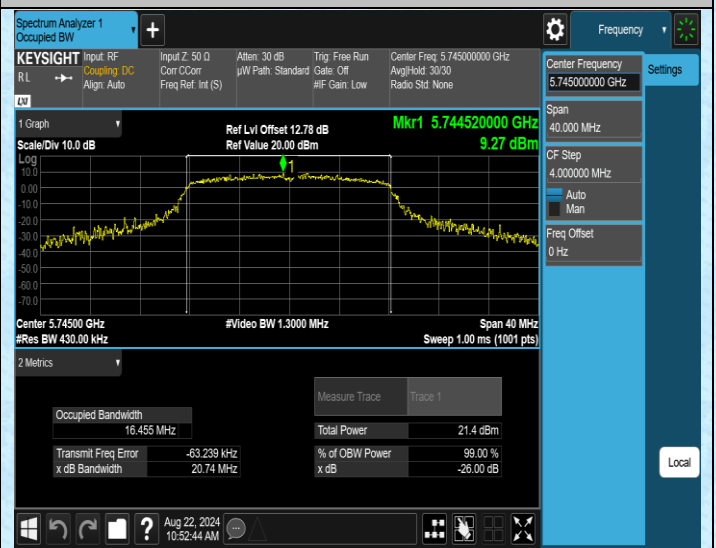 Spectrum Analyzer 1
Occupied BW
+
Frequency
KEYSIGHT
RL
Input: RF
Coupling: DC
Align: Auto
Input Z: 50 Ω
Corr CCorr
Freq Ref: Int (S)
Atten: 30 dB
µW Path: Standard
Trig: Free Run
Gate: Off
#IF Gain: Low
Center Freq: 5.745000000 GHz
Avg|Hold: 30/30
Radio Std: None
LXI
Center Frequency
5.745000000 GHz
Settings
Span
40.000 MHz
CF Step
4.000000 MHz
Auto
Man
Freq Offset
0 Hz
1 Graph
Scale/Div 10.0 dB
Ref Lvl Offset 12.78 dB
Ref Value 20.00 dBm
Mkr1 5.744520000 GHz
9.27 dBm
Log
10.0
0.00
-10.0
-20.0
-30.0
-40.0
-50.0
-60.0
-70.0
1
Center 5.74500 GHz
#Res BW 430.00 kHz
#Video BW 1.3000 MHz
Span 40 MHz
Sweep 1.00 ms (1001 pts)
2 Metrics
Measure Trace Trace 1
Occupied Bandwidth
16.455 MHz
Total Power 21.4 dBm
Transmit Freq Error -63.239 kHz
% of OBW Power 99.00 %
x dB Bandwidth 20.74 MHz
x dB -26.00 dB
Local
?
Aug 22, 2024
10:52:44 AM